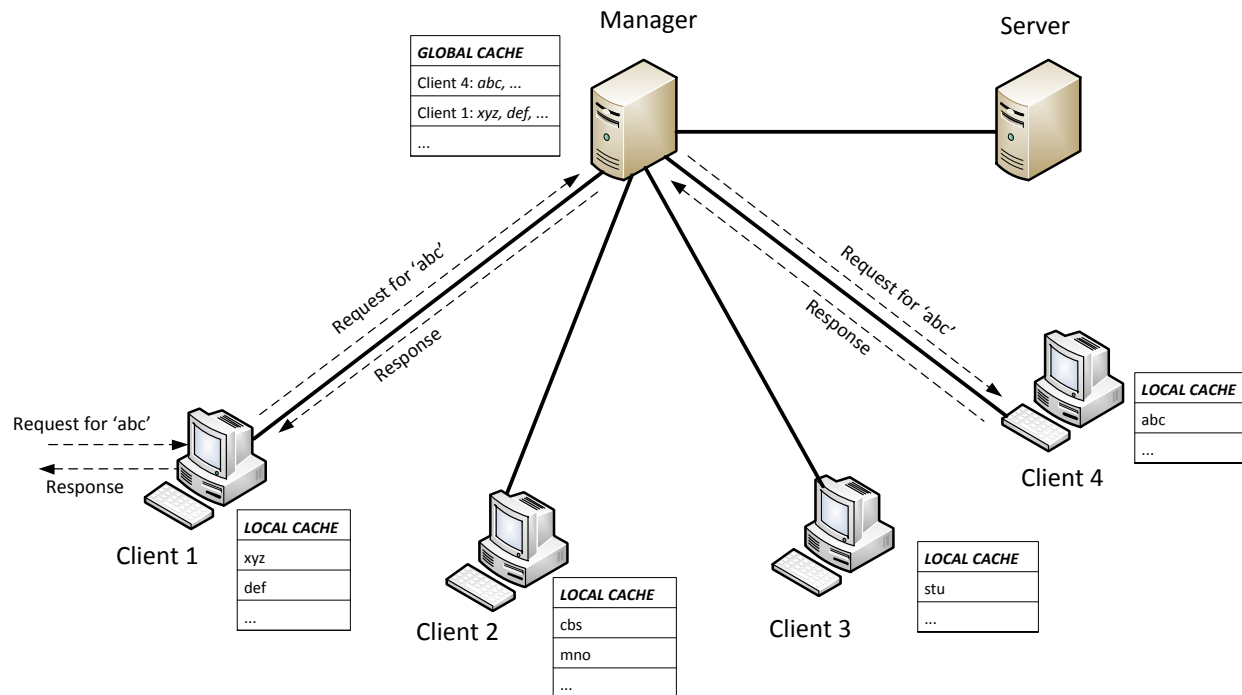 Manager
Server
GLOBAL CACHE
Client 4: abc, ...
Client 1: xyz, def, ...
...
Request for ‘abc’
Response
Request for ‘abc’
Response
Request for ‘abc’
Response
Client 1
LOCAL CACHE
xyz
def
...
Client 2
LOCAL CACHE
cbs
mno
...
Client 3
LOCAL CACHE
stu
...
Client 4
LOCAL CACHE
abc
...